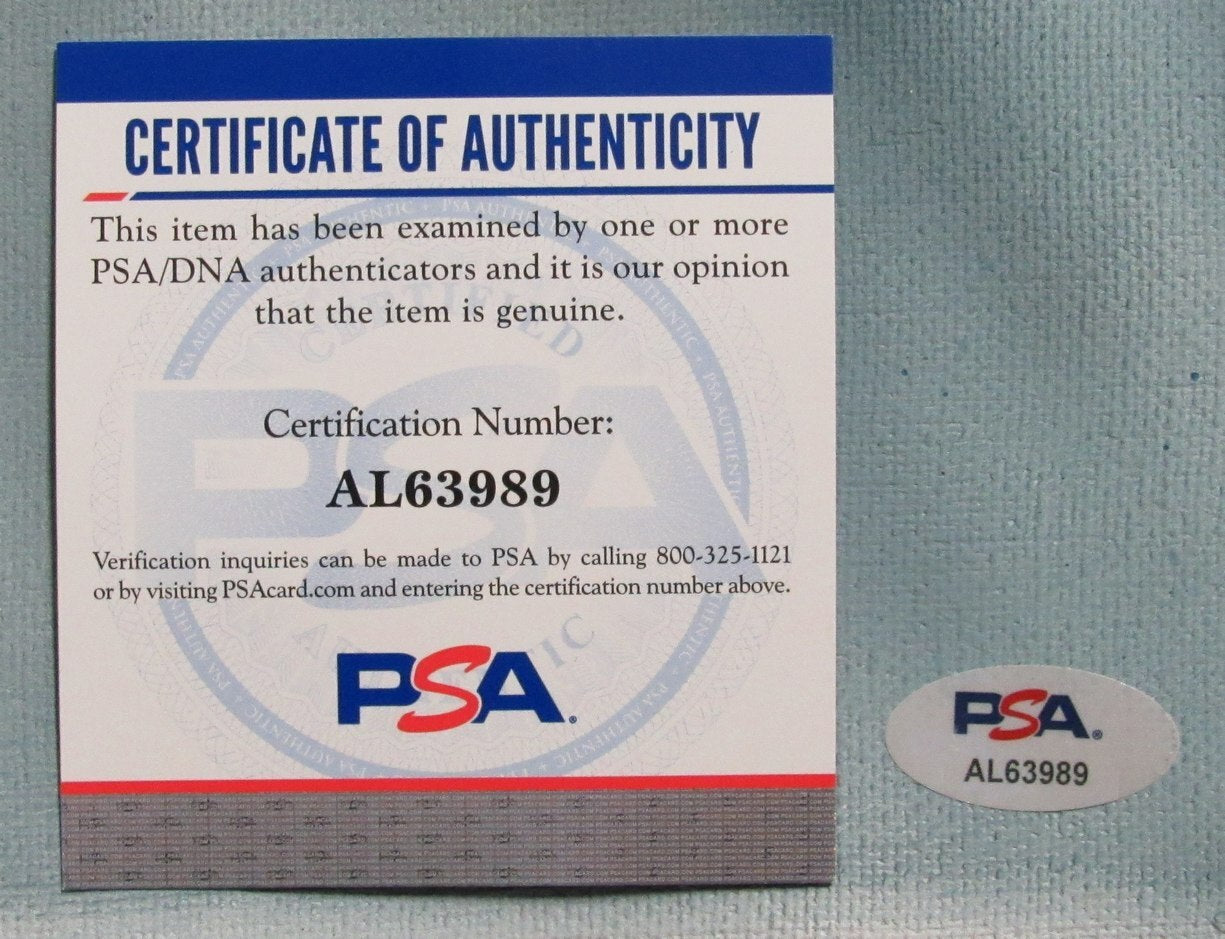 CERTIFICATE OF AUTHENTICITY
This item has been examined by one or more
PSA/DNA authenticators and it is our opinion
that the item is genuine.
Certification Number:
AL63989
Verification inquiries can be made to PSA by calling 800-325-1121
or by visiting PSAcard.com and entering the certification number above.
PSA®
PSA®
AL63989